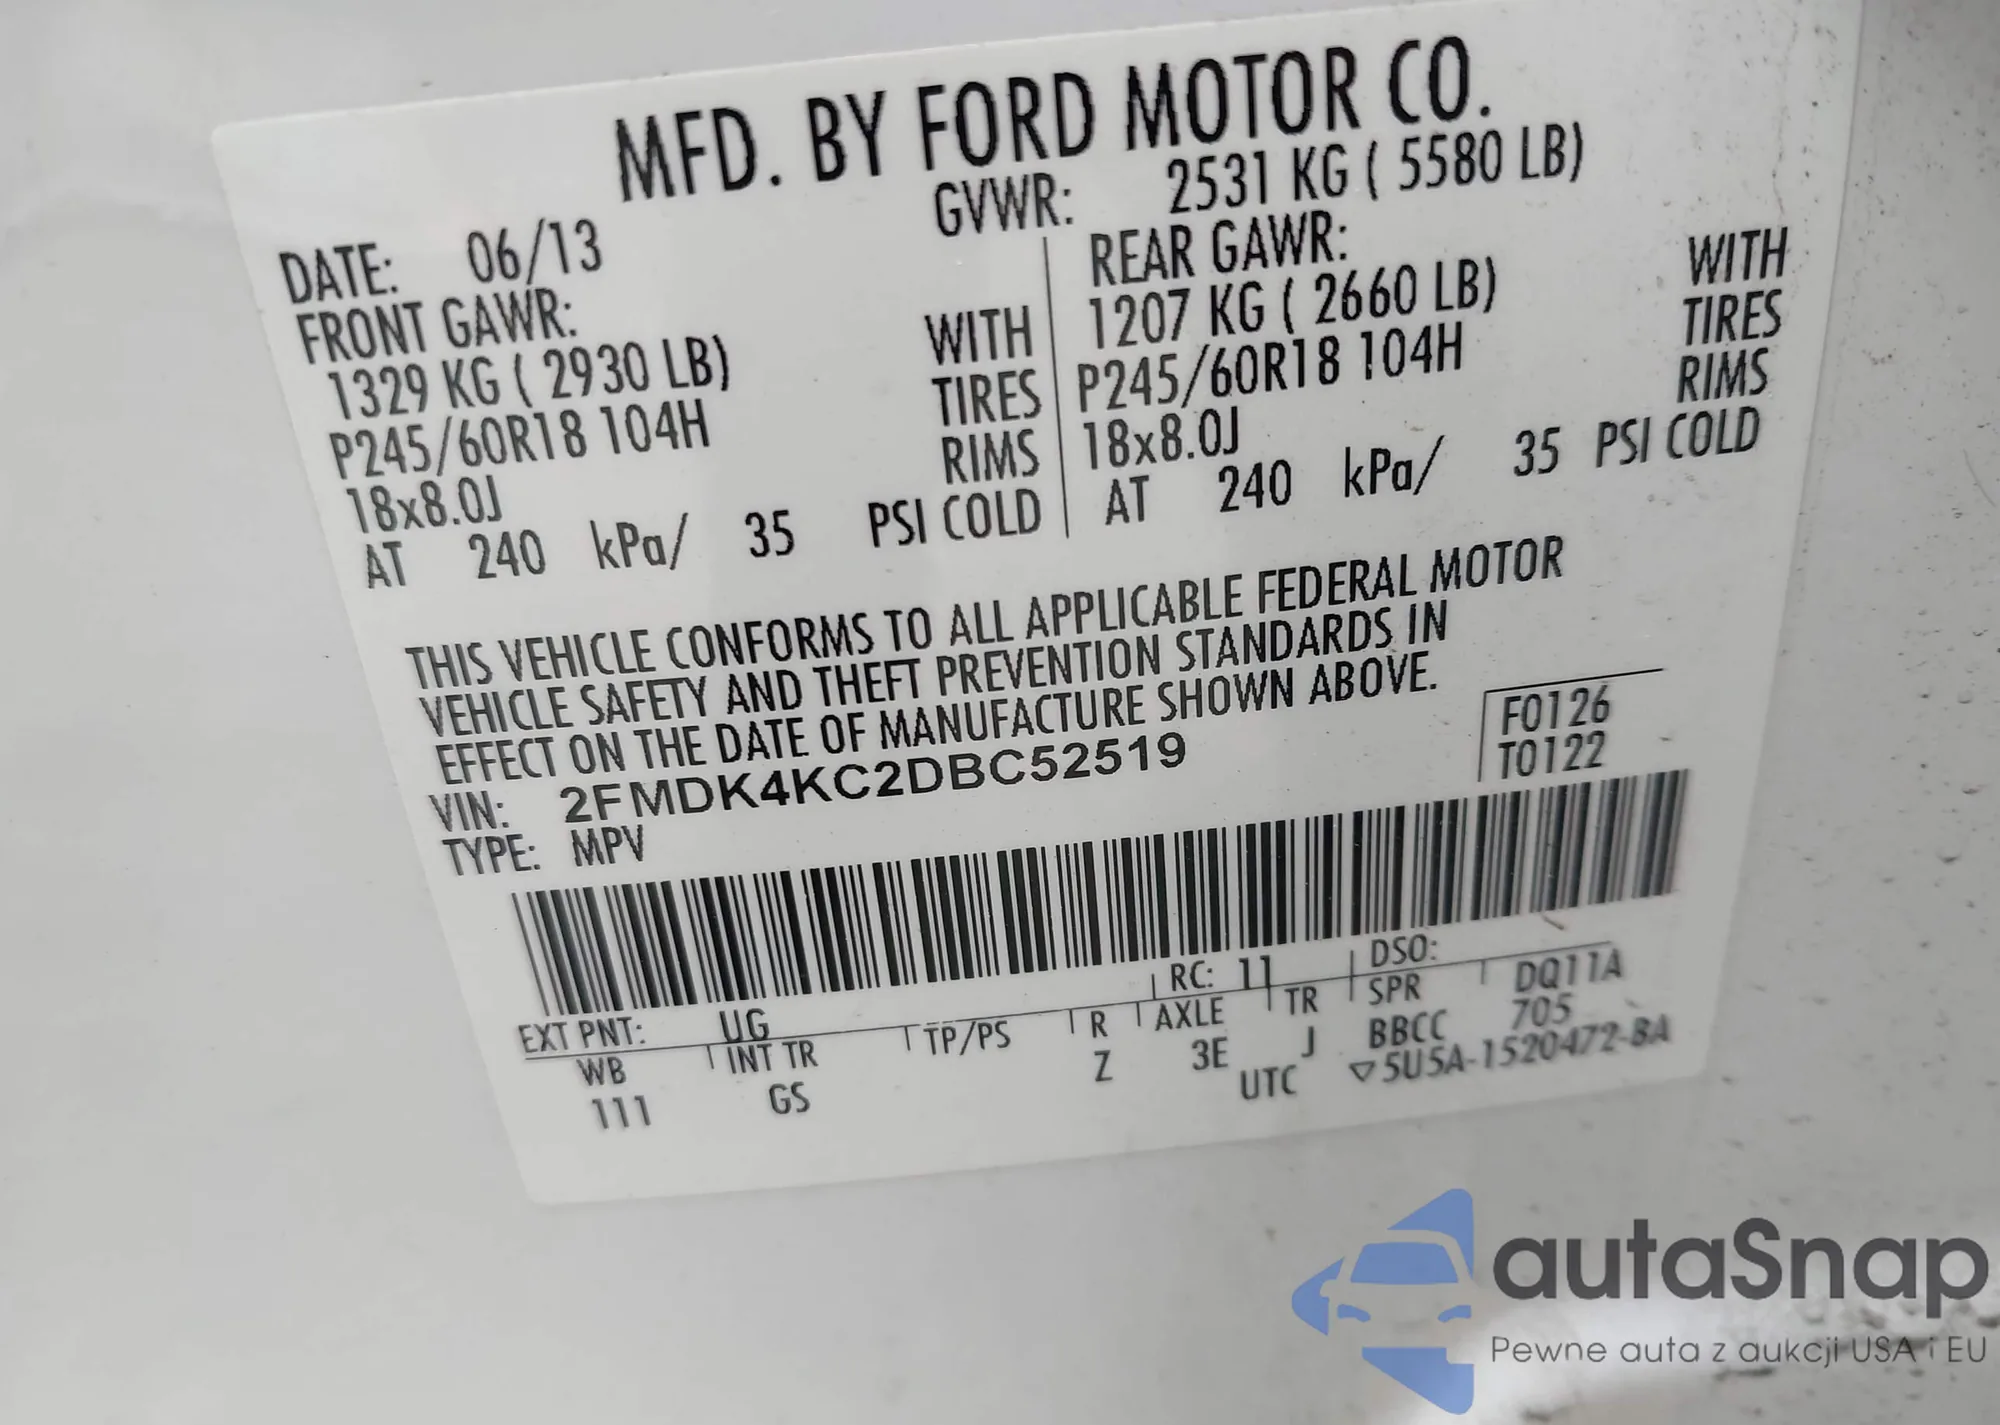 MFD. BY FORD MOTOR CO.
DATE: 06/13 GVWR: 2531 KG ( 5580 LB)
FRONT GAWR: REAR GAWR:
1329 KG ( 2930 LB) WITH 1207 KG ( 2660 LB) WITH
P245/60R18 104H TIRES P245/60R18 104H TIRES
18x8.0J RIMS 18x8.0J RIMS
AT 240 kPa/ 35 PSI COLD AT 240 kPa/ 35 PSI COLD
THIS VEHICLE CONFORMS TO ALL APPLICABLE FEDERAL MOTOR
VEHICLE SAFETY AND THEFT PREVENTION STANDARDS IN
EFFECT ON THE DATE OF MANUFACTURE SHOWN ABOVE.
VIN: 2FMDK4KC2DBC52519 F0126
TYPE: MPV T0122
EXT PNT: UG RC: 11 DSO:
WB INT TR TP/PS R AXLE TR SPR DQ11A
111 GS Z 3E J BBCC 705
UTC ▽5U5A-1520472-BA
autaSnap
Pewne auta z aukcji USA i EU